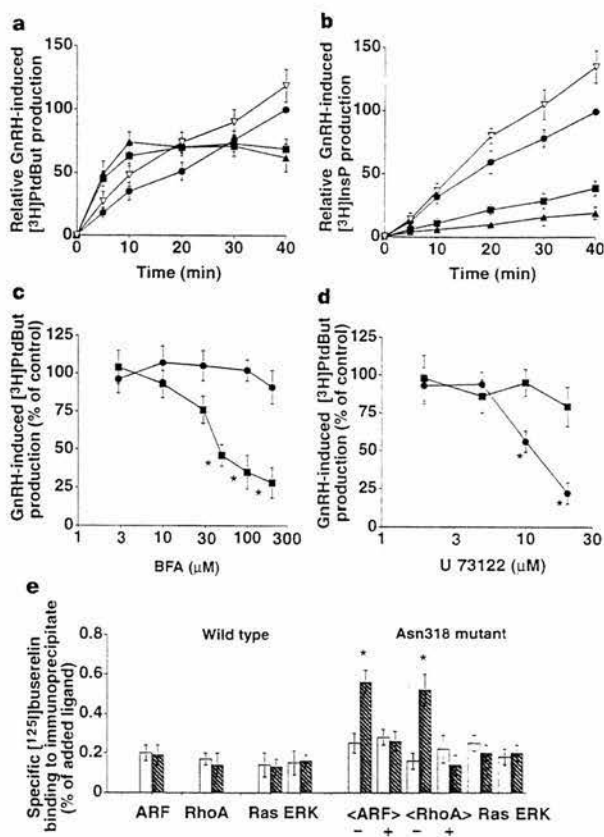 a
Relative GnRH-induced
[³H]PtdBut production
150
100
50
0
0 10 20 30 40
Time (min)
b
Relative GnRH-induced
[³H]InsP production
150
100
50
0
0 10 20 30 40
Time (min)
c
GnRH-induced [³H]PtdBut
production (% of control)
125
100
75
50
25
0
1 3 10 30 100 300
* * *
BFA (μM)
d
GnRH-induced [³H]PtdBut
production (% of control)
125
100
75
50
25
0
1 10 30
* *
U 73122 (μM)
e
Specific [¹²⁵I]buserelin
binding to immunoprecipitate
(% of added ligand)
0.8
0.6
0.4
0.2
0
Wild type
Asn318 mutant
* *
ARF RhoA Ras ERK <ARF> <RhoA> Ras ERK
− + − +